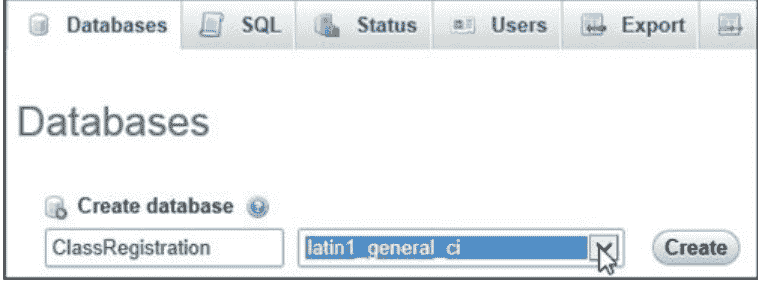 Databases SQL Status Users Export
Databases
Create database
ClassRegistration latin1_general_ci Create